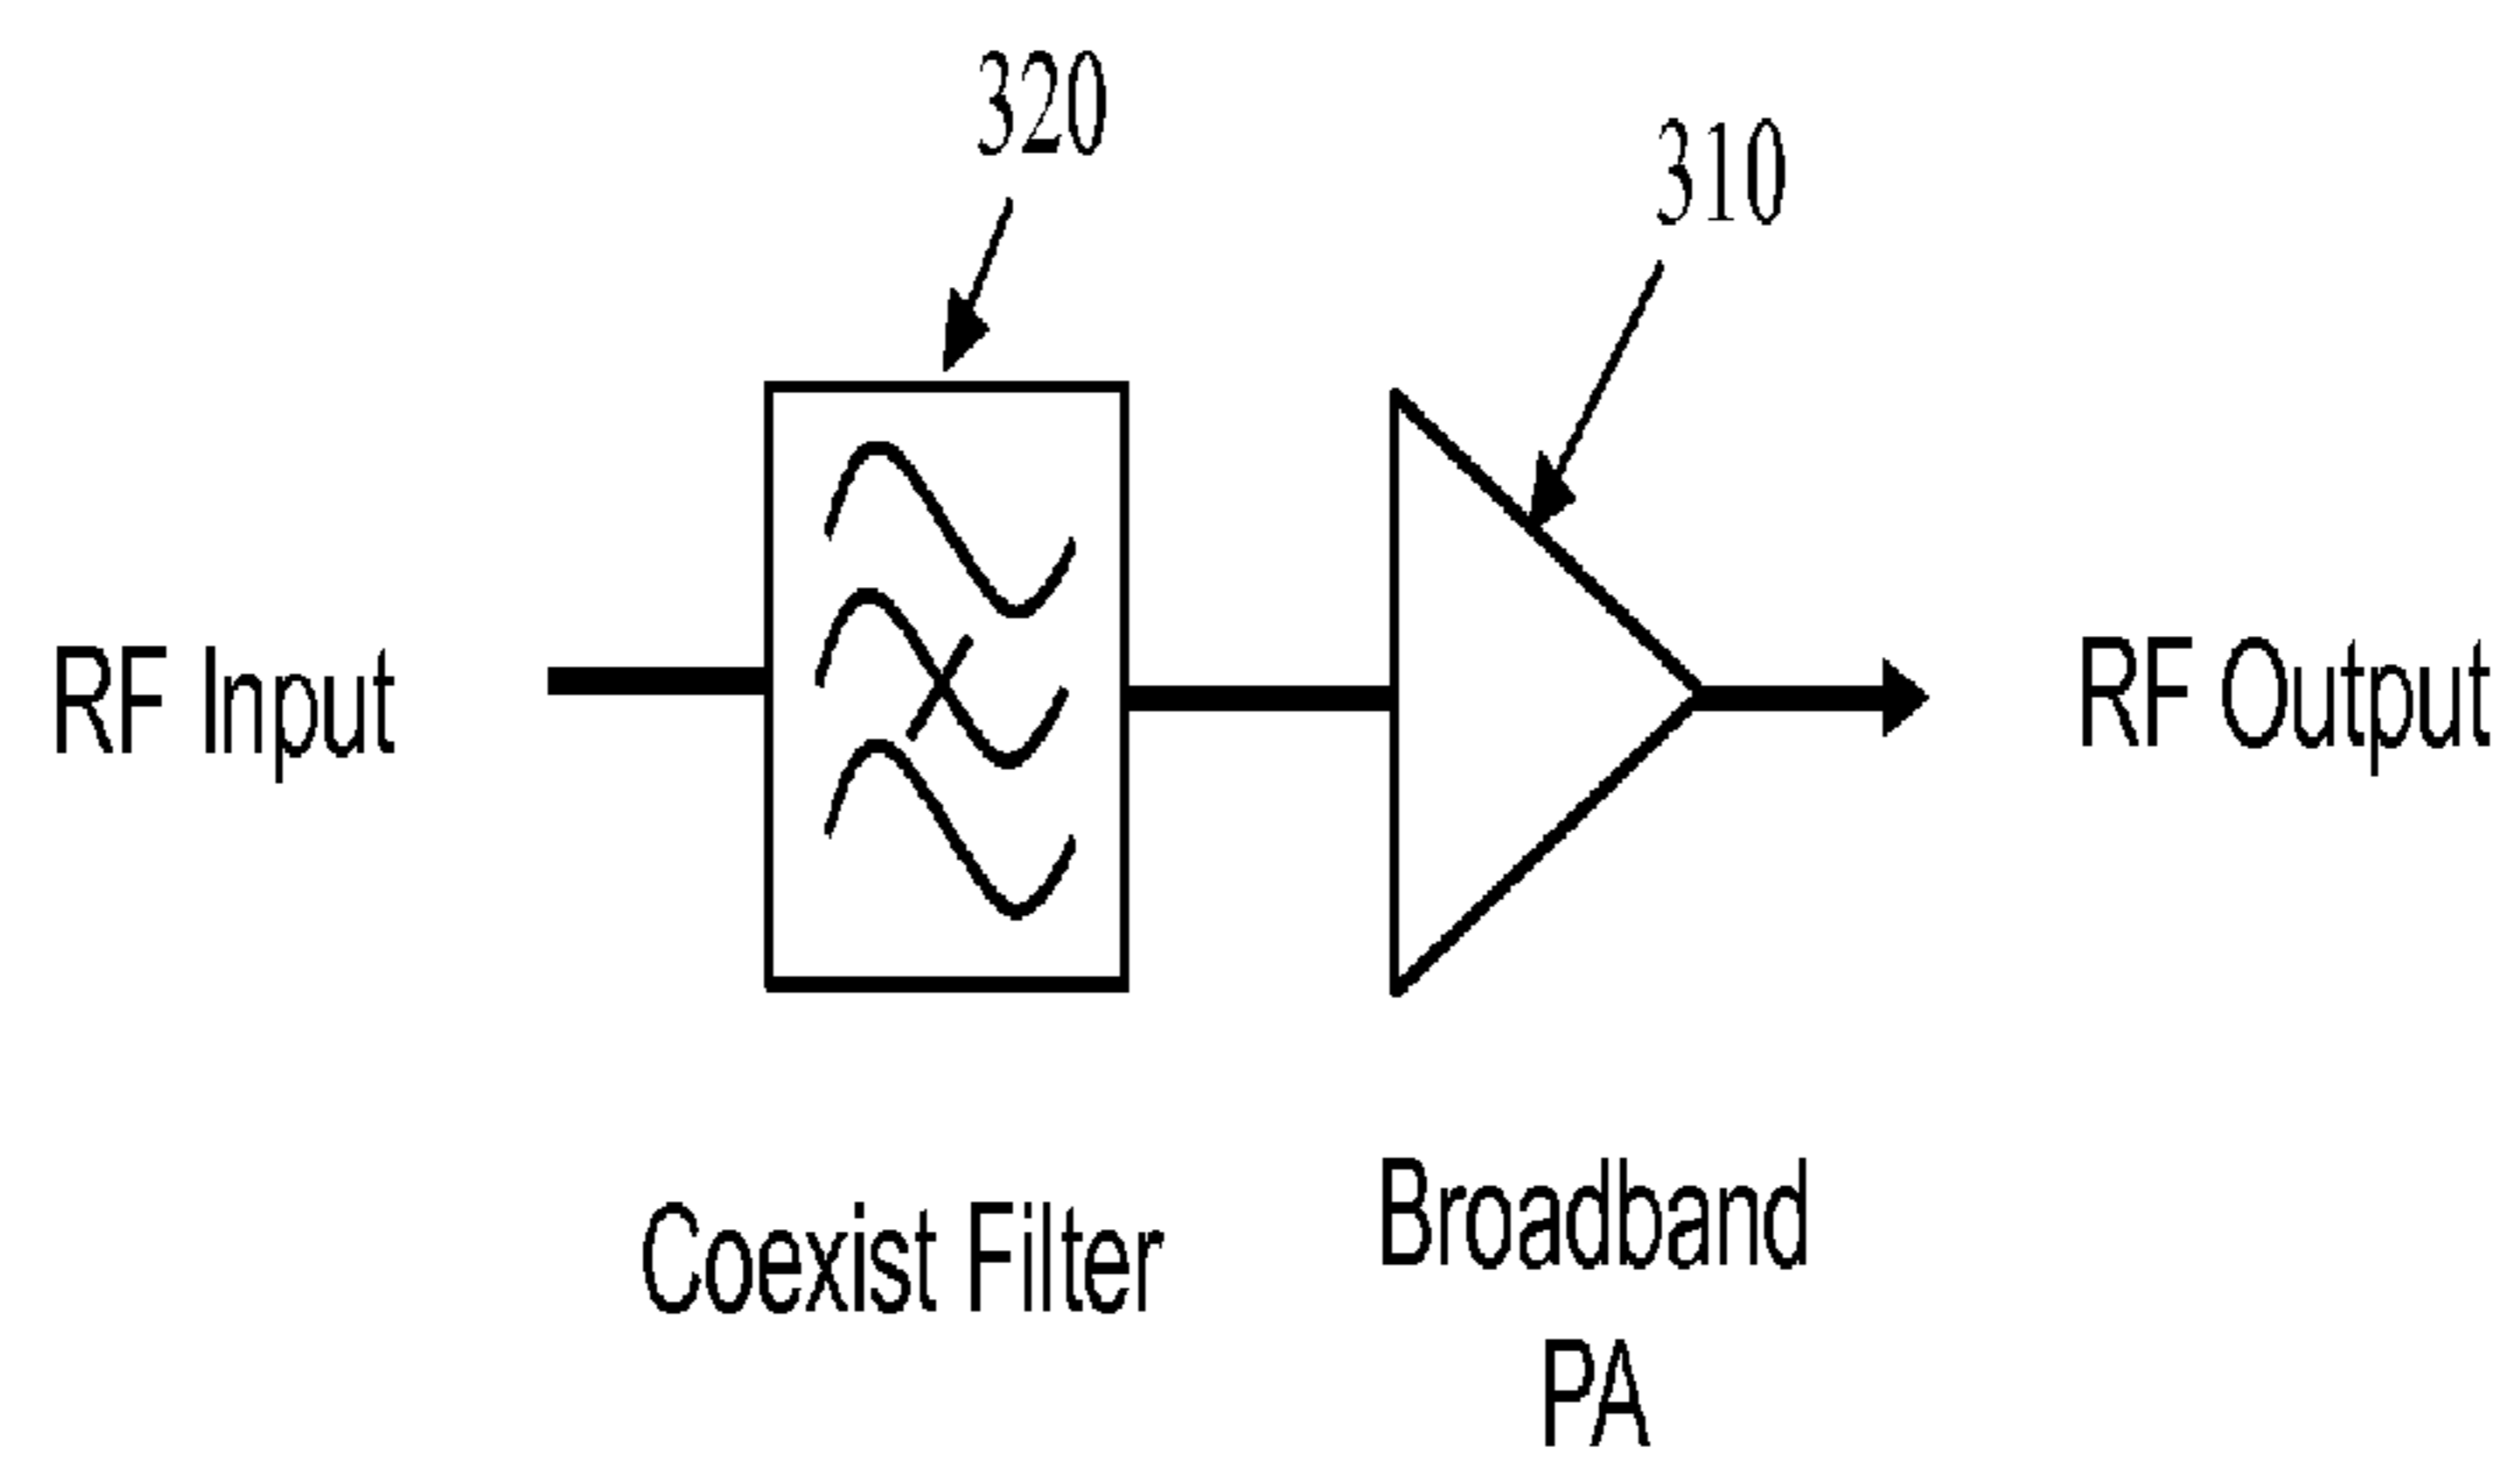 320
310
RF Input
RF Output
Coexist Filter
Broadband
PA